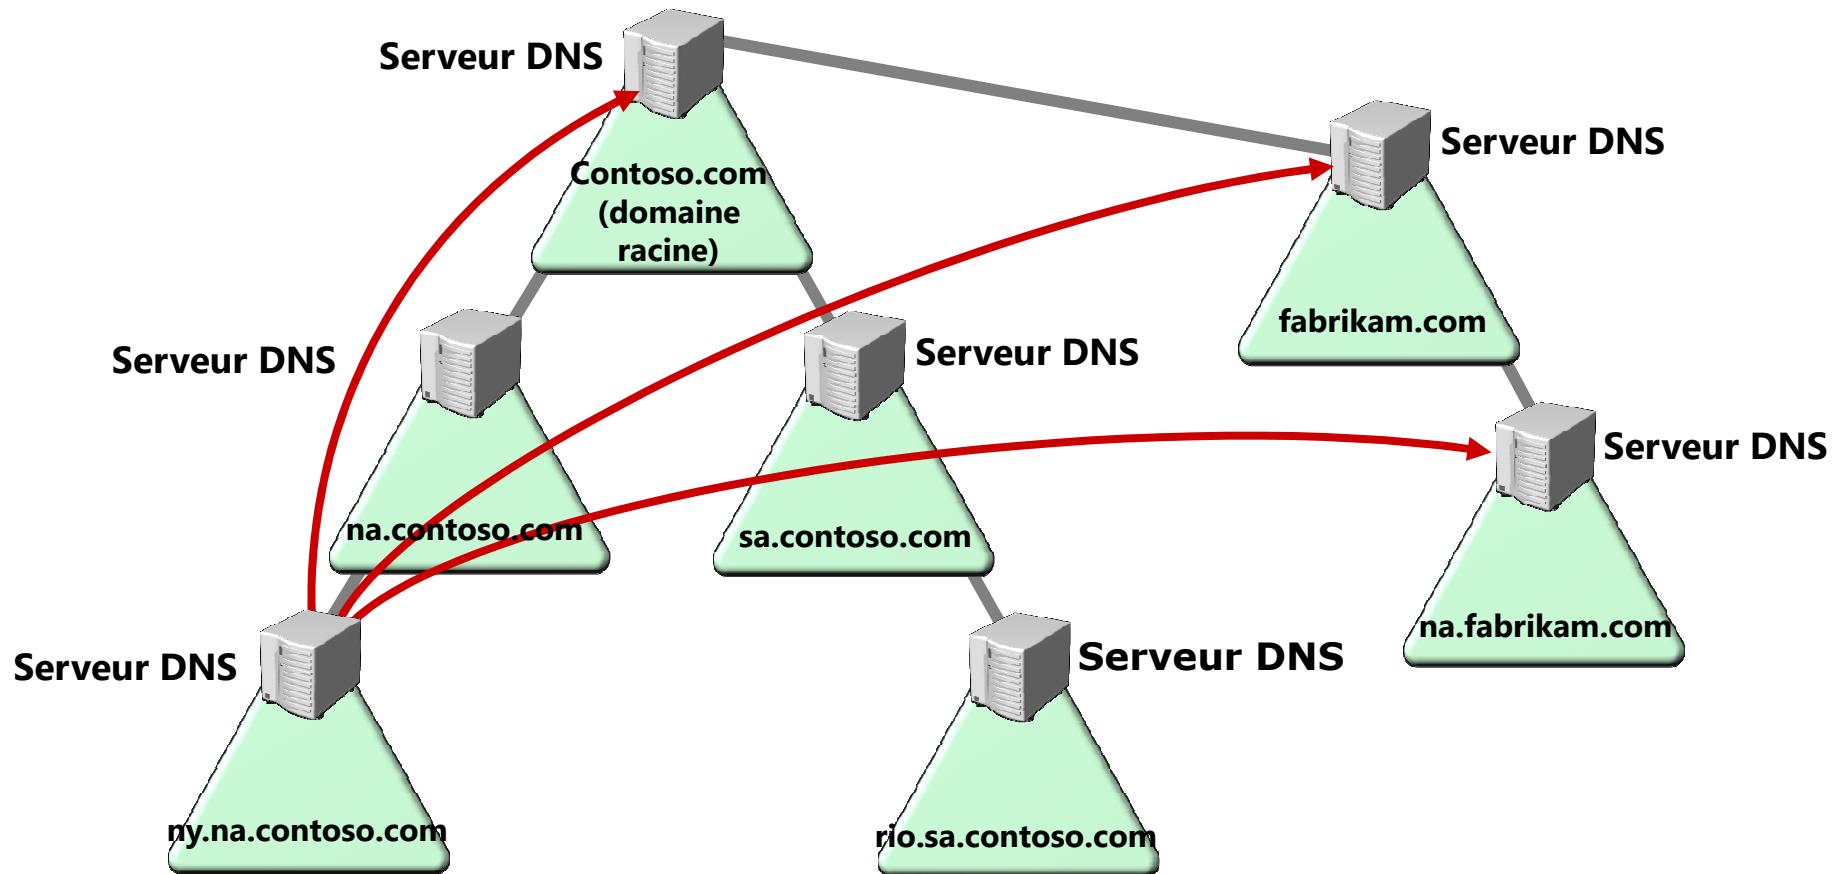 Serveur DNS
Contoso.com
(domaine
racine)
Serveur DNS
fabrikam.com
Serveur DNS
na.contoso.com
Serveur DNS
sa.contoso.com
Serveur DNS
na.fabrikam.com
Serveur DNS
ny.na.contoso.com
Serveur DNS
rio.sa.contoso.com